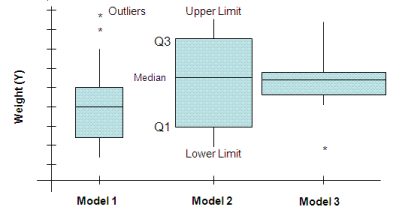 Outliers
Upper Limit
Q3
Median
Q1
Lower Limit
Weight (Y)
Model 1
Model 2
Model 3